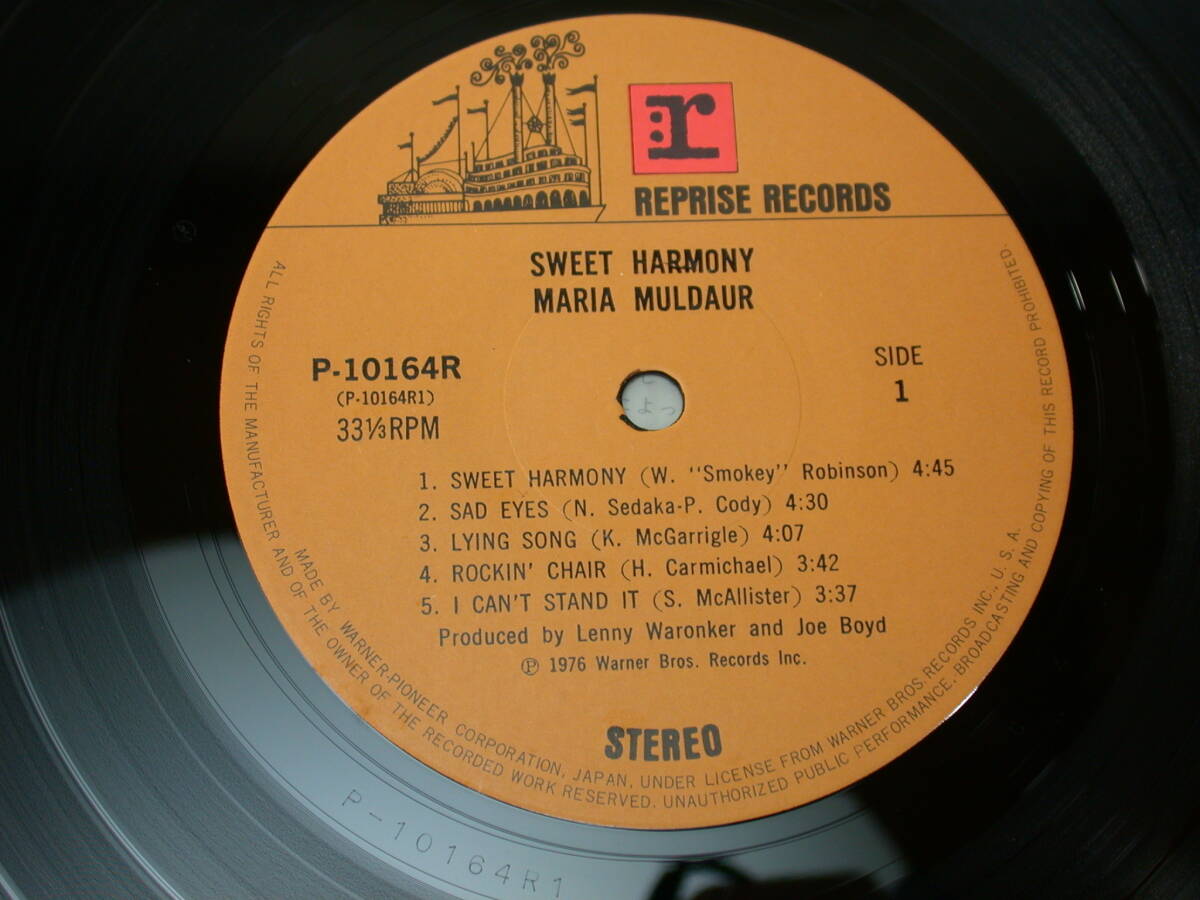 r
REPRISE RECORDS
SWEET HARMONY
MARIA MULDAUR
P-10164R
(P-10164R1)
33⅓RPM
SIDE
1
1. SWEET HARMONY (W. "Smokey" Robinson) 4:45
2. SAD EYES (N. Sedaka-P. Cody) 4:30
3. LYING SONG (K. McGarrigle) 4:07
4. ROCKIN' CHAIR (H. Carmichael) 3:42
5. I CAN'T STAND IT (S. McAllister) 3:37
Produced by Lenny Waronker and Joe Boyd
Ⓟ 1976 Warner Bros. Records Inc.
STEREO
MADE BY WARNER-PIONEER CORPORATION, JAPAN, UNDER LICENSE FROM WARNER BROS. RECORDS INC., U. S. A.
ALL RIGHTS OF THE MANUFACTURER AND OF THE OWNER OF THE RECORDED WORK RESERVED. UNAUTHORIZED PUBLIC PERFORMANCE, BROADCASTING AND COPYING OF THIS RECORD PROHIBITED.
P-10164R1